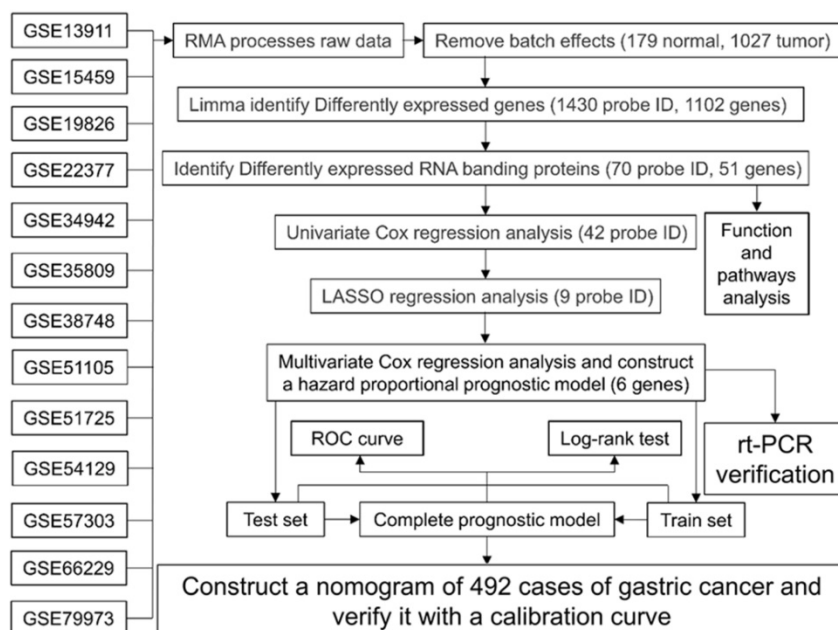 GSE13911
GSE15459
GSE19826
GSE22377
GSE34942
GSE35809
GSE38748
GSE51105
GSE51725
GSE54129
GSE57303
GSE66229
GSE79973
RMA processes raw data
Remove batch effects (179 normal, 1027 tumor)
Limma identify Differently expressed genes (1430 probe ID, 1102 genes)
Identify Differently expressed RNA banding proteins (70 probe ID, 51 genes)
Univariate Cox regression analysis (42 probe ID)
Function
and
pathways
analysis
LASSO regression analysis (9 probe ID)
Multivariate Cox regression analysis and construct
a hazard proportional prognostic model (6 genes)
ROC curve
Log-rank test
rt-PCR
verification
Test set
Complete prognostic model
Train set
Construct a nomogram of 492 cases of gastric cancer and
verify it with a calibration curve